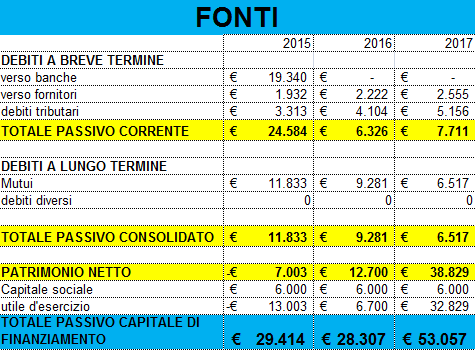 FONTI
2015 2016 2017
DEBITI A BREVE TERMINE
verso banche € 19.340 € - € -
verso fornitori € 1.932 € 2.222 € 2.555
debiti tributari € 3.313 € 4.104 € 5.156
TOTALE PASSIVO CORRENTE € 24.584 € 6.326 € 7.711
DEBITI A LUNGO TERMINE
Mutui € 11.833 € 9.281 € 6.517
debiti diversi 0 0 0
TOTALE PASSIVO CONSOLIDATO € 11.833 € 9.281 € 6.517
PATRIMONIO NETTO -€ 7.003 € 12.700 € 38.829
Capitale sociale € 6.000 € 6.000 € 6.000
utile d'esercizio -€ 13.003 € 6.700 € 32.829
TOTALE PASSIVO CAPITALE DI
FINANZIAMENTO € 29.414 € 28.307 € 53.057